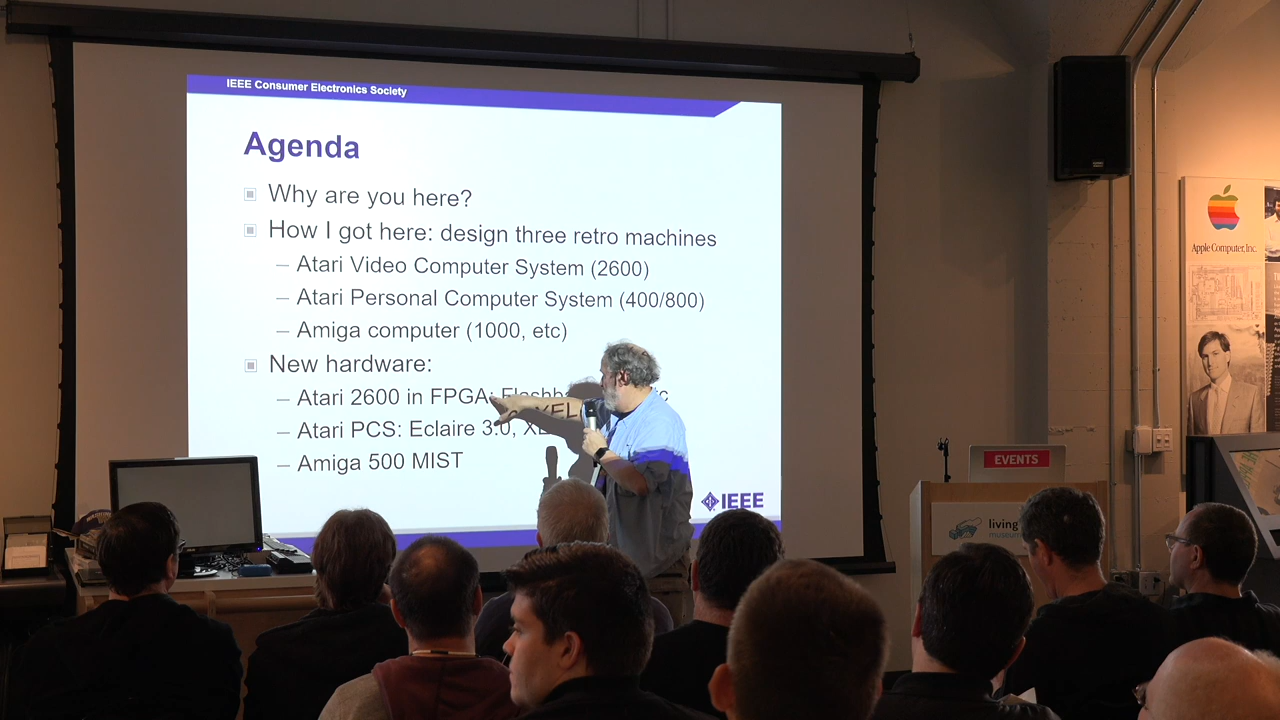 IEEE Consumer Electronics Society
Agenda
Why are you here?
How I got here: design three retro machines
– Atari Video Computer System (2600)
– Atari Personal Computer System (400/800)
– Amiga computer (1000, etc)
New hardware:
– Atari 2600 in FPGA:
– Atari PCS: Eclaire 3.0,
– Amiga 500 MIST
IEEE
Apple Computer, Inc.
EVENTS
living
museum